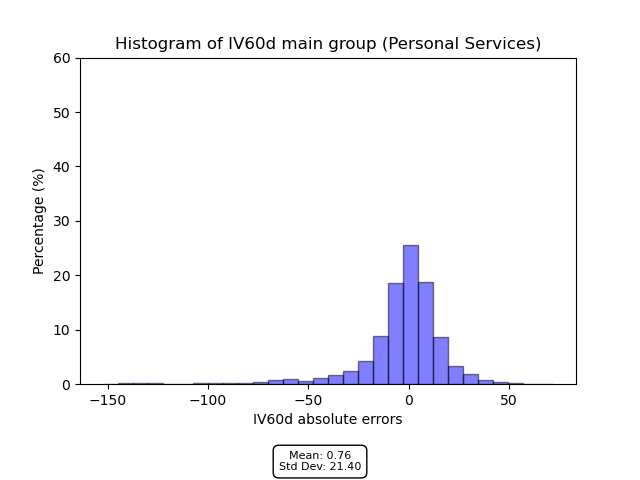 Histogram of IV60d main group (Personal Services)
60
50
40
30
20
10
0
Percentage (%)
−150
−100
−50
0
50
IV60d absolute errors
Mean: 0.76
Std Dev: 21.40